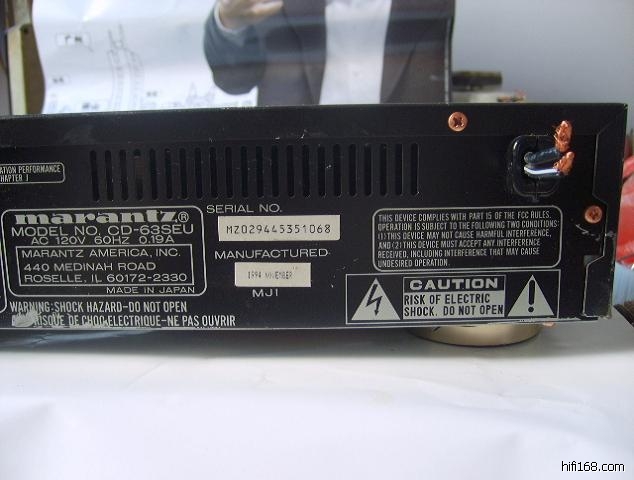 ATION PERFORMANCE
HAPTER J
marantz®
MODEL NO. CD-63SEU
AC 120V 60HZ 0.19A
MARANTZ AMERICA, INC.
440 MEDINAH ROAD
ROSELLE, IL 60172-2330
MADE IN JAPAN
WARNING:SHOCK HAZARD-DO NOT OPEN
RISQUE DE CHOC ELECTRIQUE-NE PAS OUVRIR
SERIAL NO.
MZ029445351068
MANUFACTURED
1994 NOVEMBER
MJ1
THIS DEVICE COMPLIES WITH PART 15 OF THE FCC RULES.
OPERATION IS SUBJECT TO THE FOLLOWING TWO CONDITIONS:
(1) THIS DEVICE MAY NOT CAUSE HARMFUL INTERFERENCE,
AND (2) THIS DEVICE MUST ACCEPT ANY INTERFERENCE
RECEIVED, INCLUDING INTERFERENCE THAT MAY CAUSE
UNDESIRED OPERATION.
CAUTION
RISK OF ELECTRIC
SHOCK. DO NOT OPEN
hifi168.com